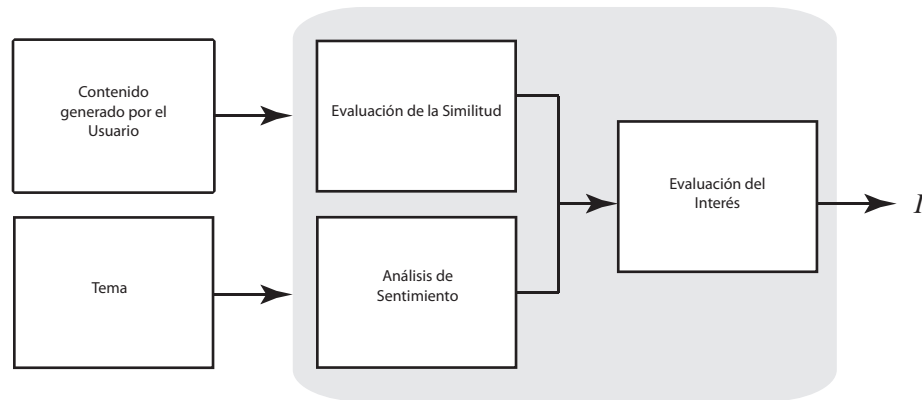 Contenido
generado por el
Usuario
Evaluación de la Similitud
Evaluación del
Interés
I
Tema
Análisis de
Sentimiento